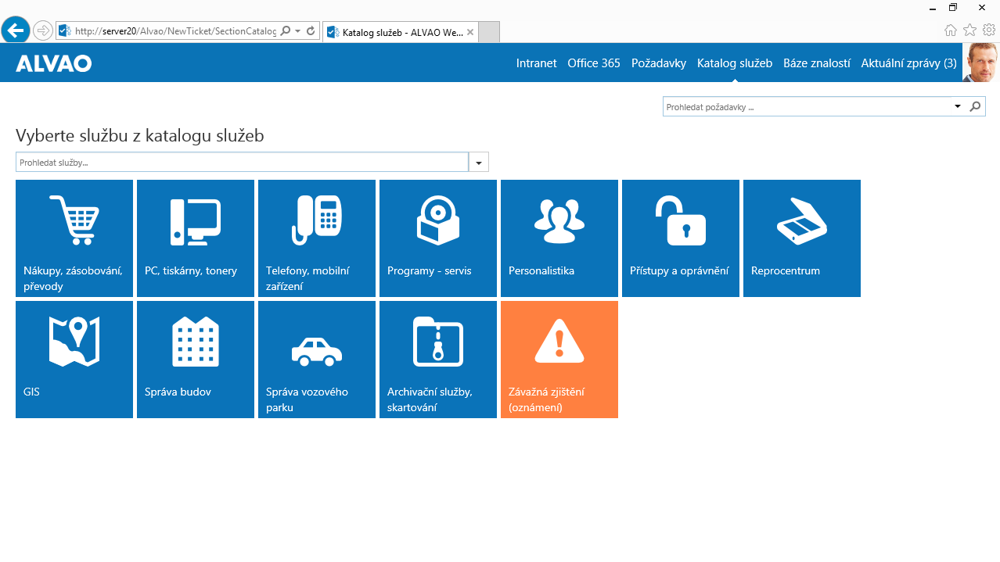 http://server20/Alvao/NewTicket/SectionCatalog
Katalog služeb - ALVAO We...
ALVAO
Intranet Office 365 Požadavky Katalog služeb Báze znalostí Aktuální zprávy (3)
Prohledat požadavky ...
Vyberte službu z katalogu služeb
Prohledat služby...
Nákupy, zásobování,
převody
PC, tiskárny, tonery
Telefony, mobilní
zařízení
Programy - servis
Personalistika
Přístupy a oprávnění
Reprocentrum
GIS
Správa budov
Správa vozového
parku
Archivační služby,
skartování
Závažná zjištění
(oznámení)